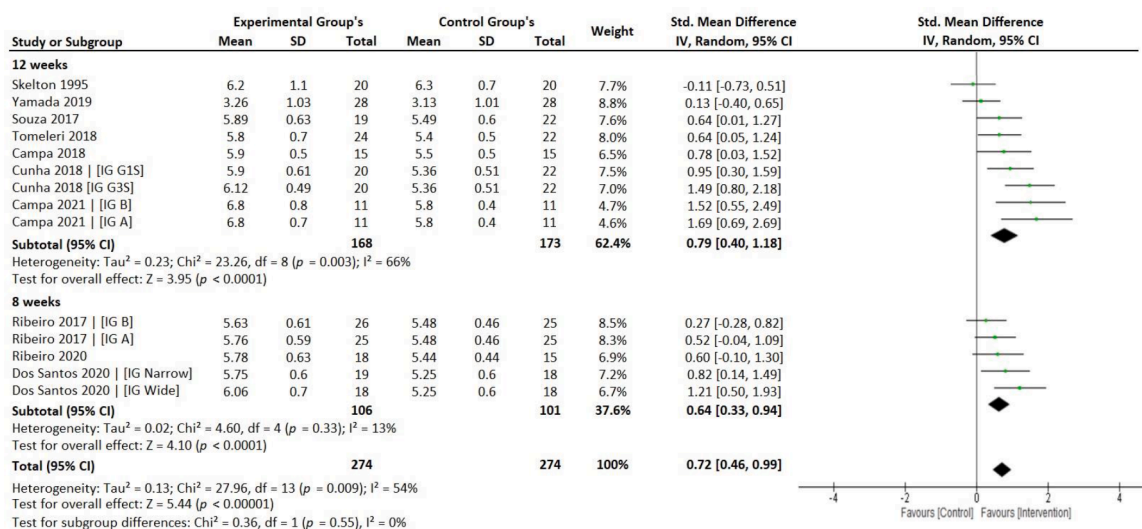 Experimental Group's Control Group's Std. Mean Difference Std. Mean Difference
Study or Subgroup Mean SD Total Mean SD Total Weight IV, Random, 95% CI IV, Random, 95% CI
12 weeks
Skelton 1995 6.2 1.1 20 6.3 0.7 20 7.7% -0.11 [-0.73, 0.51]
Yamada 2019 3.26 1.03 28 3.13 1.01 28 8.8% 0.13 [-0.40, 0.65]
Souza 2017 5.89 0.63 19 5.49 0.6 22 7.6% 0.64 [0.01, 1.27]
Tomeleri 2018 5.8 0.7 24 5.4 0.5 22 8.0% 0.64 [0.05, 1.24]
Campa 2018 5.9 0.5 15 5.5 0.5 15 6.5% 0.78 [0.03, 1.52]
Cunha 2018 | [IG G1S] 5.9 0.61 20 5.36 0.51 22 7.5% 0.95 [0.30, 1.59]
Cunha 2018 [IG G3S] 6.12 0.49 20 5.36 0.51 22 7.0% 1.49 [0.80, 2.18]
Campa 2021 | [IG B] 6.8 0.8 11 5.8 0.4 11 4.7% 1.52 [0.55, 2.49]
Campa 2021 | [IG A] 6.8 0.7 11 5.8 0.4 11 4.6% 1.69 [0.69, 2.69]
Subtotal (95% CI) 168 173 62.4% 0.79 [0.40, 1.18]
Heterogeneity: Tau² = 0.23; Chi² = 23.26, df = 8 (p = 0.003); I² = 66%
Test for overall effect: Z = 3.95 (p < 0.0001)
8 weeks
Ribeiro 2017 | [IG B] 5.63 0.61 26 5.48 0.46 25 8.5% 0.27 [-0.28, 0.82]
Ribeiro 2017 | [IG A] 5.76 0.59 25 5.48 0.46 25 8.3% 0.52 [-0.04, 1.09]
Ribeiro 2020 5.78 0.63 18 5.44 0.44 15 6.9% 0.60 [-0.10, 1.30]
Dos Santos 2020 | [IG Narrow] 5.75 0.6 19 5.25 0.6 18 7.2% 0.82 [0.14, 1.49]
Dos Santos 2020 | [IG Wide] 6.06 0.7 18 5.25 0.6 18 6.7% 1.21 [0.50, 1.93]
Subtotal (95% CI) 106 101 37.6% 0.64 [0.33, 0.94]
Heterogeneity: Tau² = 0.02; Chi² = 4.60, df = 4 (p = 0.33); I² = 13%
Test for overall effect: Z = 4.10 (p < 0.0001)
Total (95% CI) 274 274 100% 0.72 [0.46, 0.99]
Heterogeneity: Tau² = 0.13; Chi² = 27.96, df = 13 (p = 0.009); I² = 54%
Test for overall effect: Z = 5.44 (p < 0.00001)
Test for subgroup differences: Chi² = 0.36, df = 1 (p = 0.55), I² = 0%
-4 -2 0 2 4
Favours [Control] Favours [Intervention]